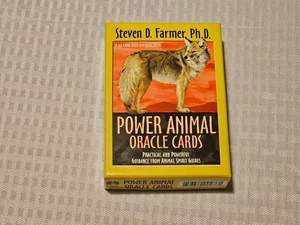 Steven D. Farmer, Ph.D.
POWER ANIMAL
ORACLE CARDS
PRACTICAL AND POWERFUL
GUIDANCE FROM ANIMAL SPIRIT GUIDES
POWER ANIMAL
ORACLE CARDS